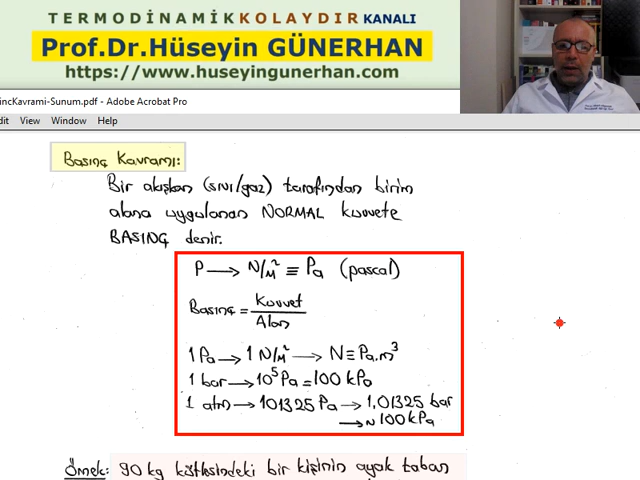 TERMODİNAMİKKOLAYDIR KANALI
Prof.Dr.Hüseyin GÜNERHAN
https://www.huseyingunerhan.com
incKavrami-Sunum.pdf - Adobe Acrobat Pro
dit View Window Help
Basınç Kavramı:
Bir akışkan (sıvı/gaz) tarafından birim
alana uygulanan NORMAL kuvvete
BASINÇ denir.
P → N/m² ≡ Pa (pascal)
Basınç = Kuvvet / Alan
1 Pa → 1 N/m² → N ≡ Pa.m³
1 bar → 10⁵ Pa = 100 kPa
1 atm → 101325 Pa → 1,01325 bar
→ ~ 100 kPa
Örnek: 90 kg kütlesindeki bir kişinin ayak taban